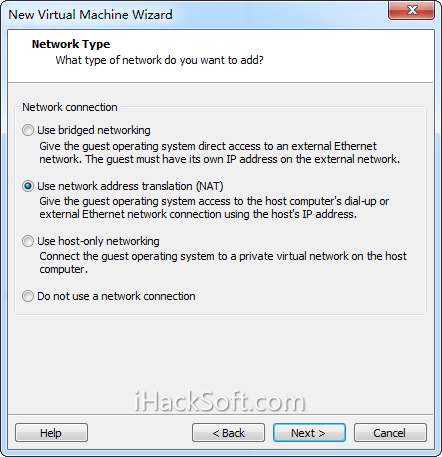 New Virtual Machine Wizard
Network Type
What type of network do you want to add?
Network connection
Use bridged networking
Give the guest operating system direct access to an external Ethernet
network. The guest must have its own IP address on the external network.
Use network address translation (NAT)
Give the guest operating system access to the host computer's dial-up or
external Ethernet network connection using the host's IP address.
Use host-only networking
Connect the guest operating system to a private virtual network on the host
computer.
Do not use a network connection
iHackSoft.com
Help
< Back
Next >
Cancel